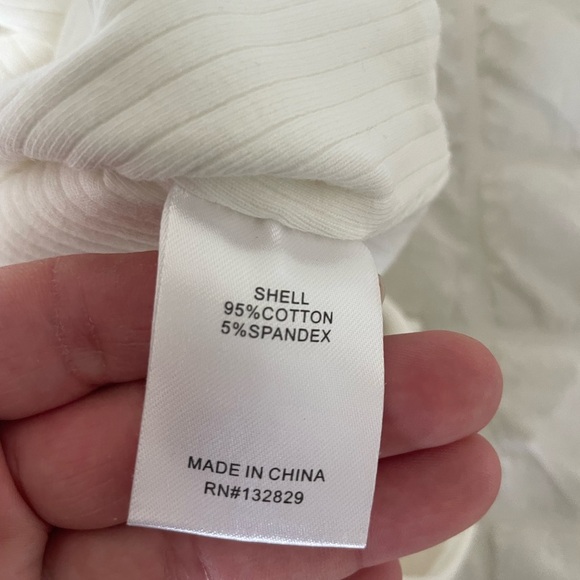 SHELL
95%COTTON
5%SPANDEX
MADE IN CHINA
RN#132829